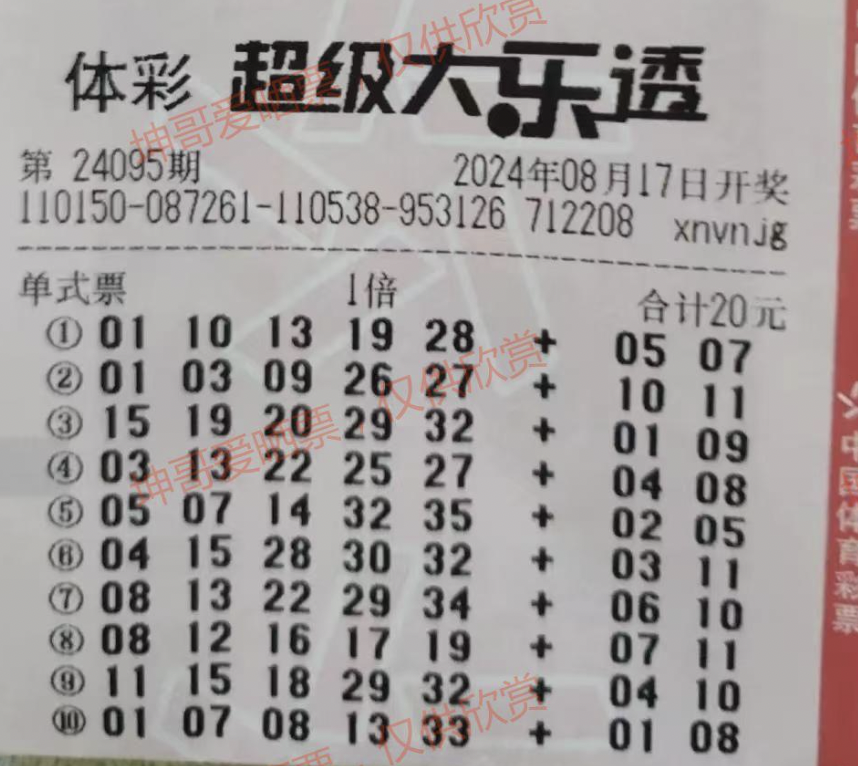 体彩 超级大乐透
第 24095期 2024年08月17日开奖
110150-087261-110538-953126 712208 xnvnjg
单式票 1倍 合计20元
① 01 10 13 19 28 + 05 07
② 01 03 09 26 27 + 10 11
③ 15 19 20 29 32 + 01 09
④ 03 13 22 25 27 + 04 08
⑤ 05 07 14 32 35 + 02 05
⑥ 04 15 28 30 32 + 03 11
⑦ 08 13 22 29 34 + 06 10
⑧ 08 12 16 17 19 + 07 11
⑨ 11 15 18 29 32 + 04 10
⑩ 01 07 08 13 33 + 01 08
中国体育彩票
坤哥爱晒票,仅供欣赏
坤哥爱晒票,仅供欣赏
坤哥爱晒票,仅供欣赏